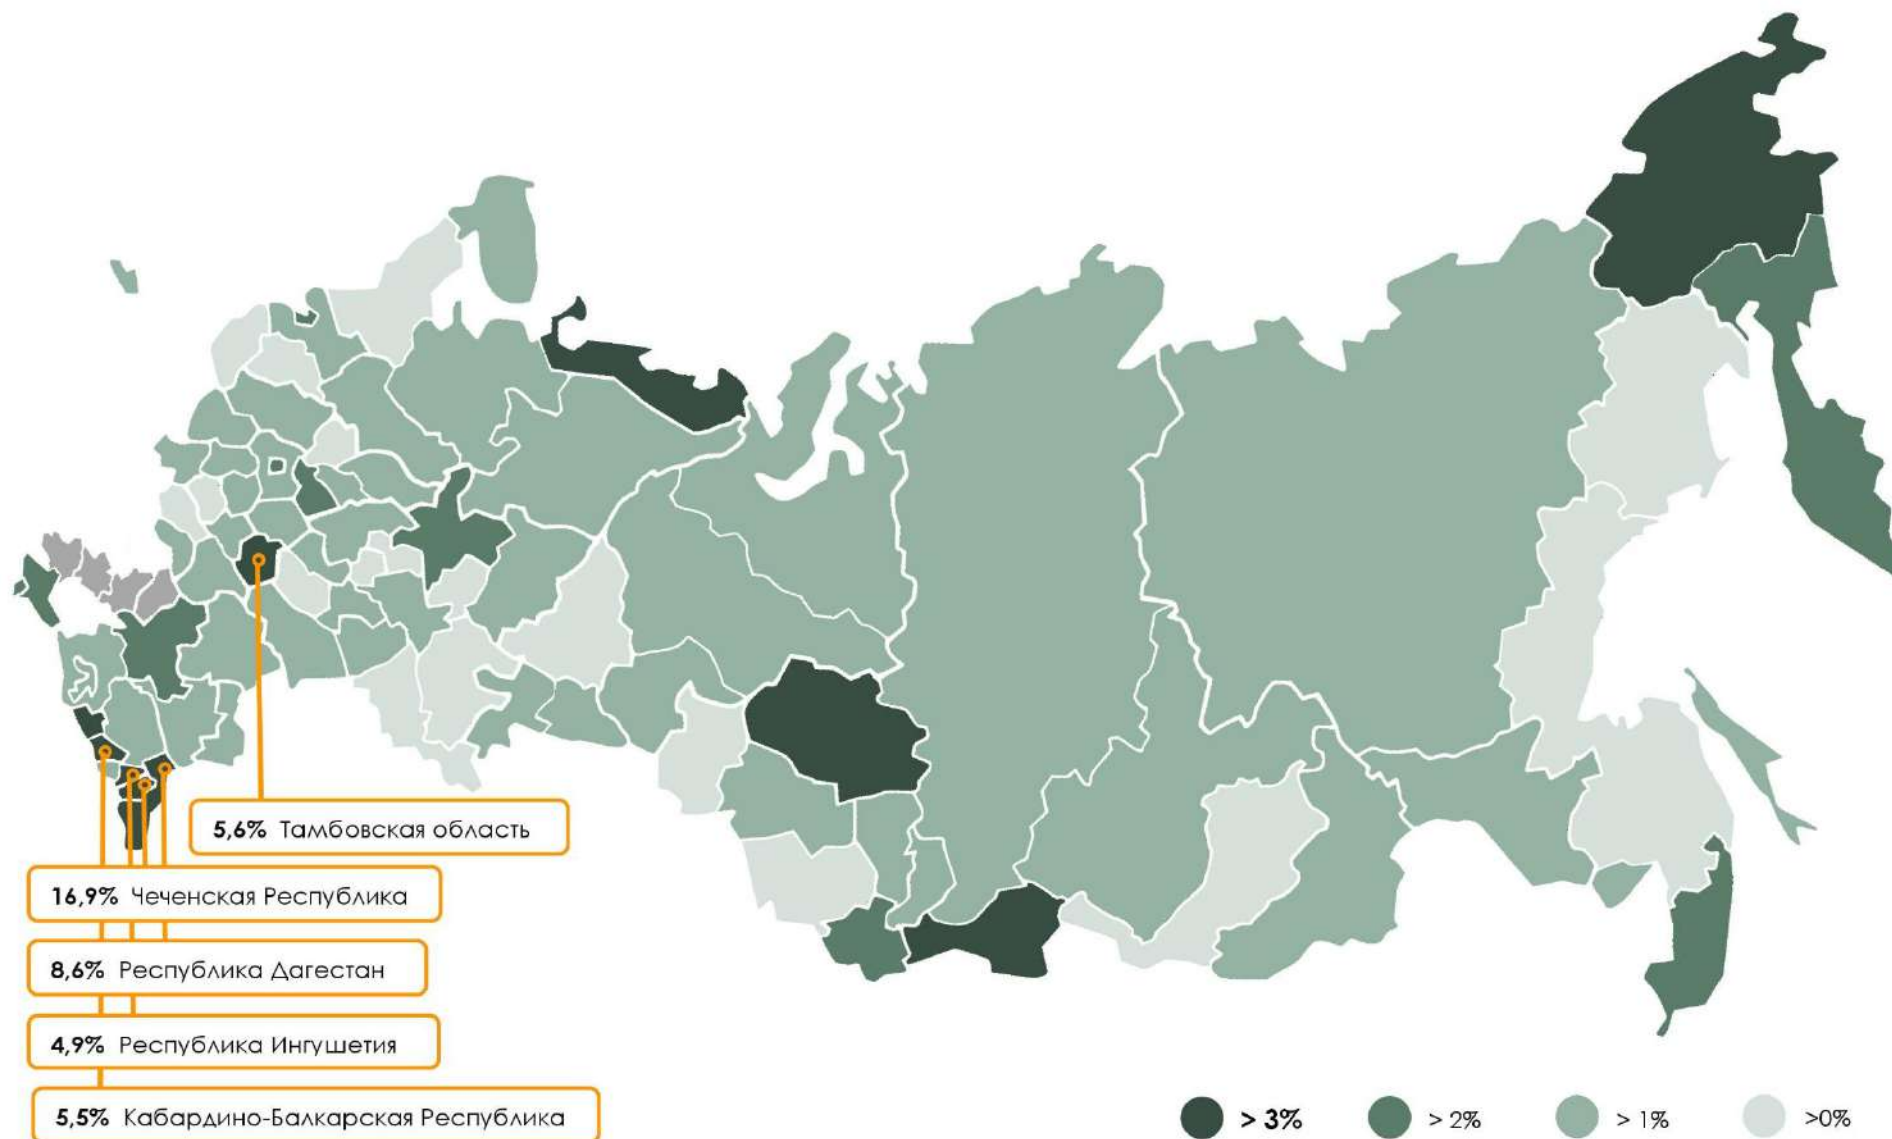 5,6% Тамбовская область
16,9% Чеченская Республика
8,6% Республика Дагестан
4,9% Республика Ингушетия
5,5% Кабардино-Балкарская Республика
> 3% > 2% > 1% >0%